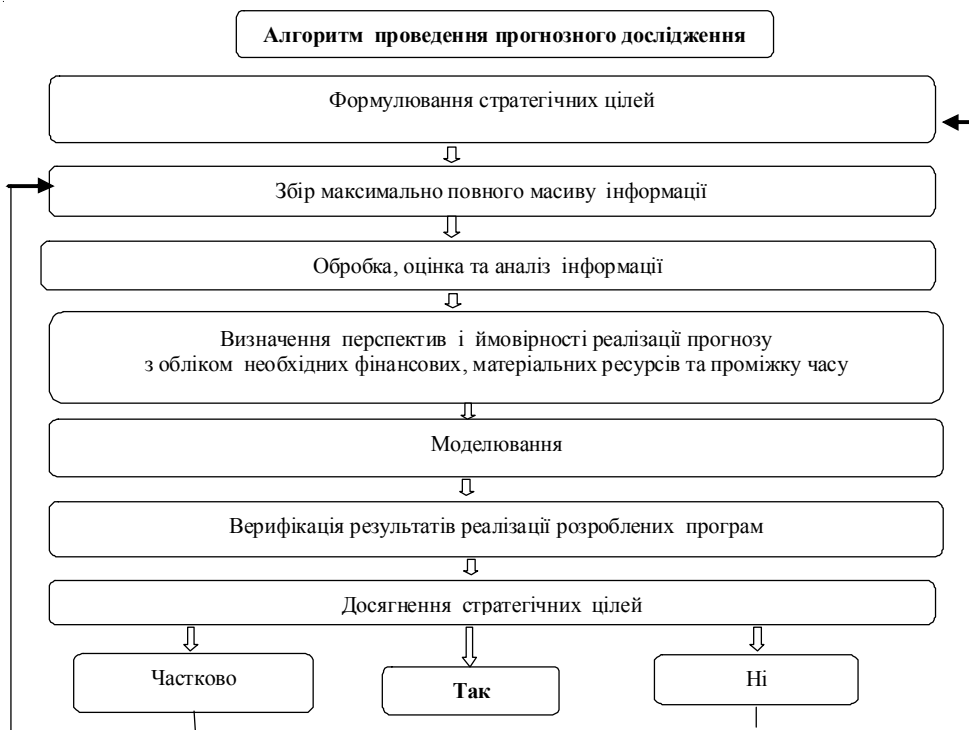 Алгоритм проведення прогнозного дослідження
Формулювання стратегічних цілей
Збір максимально повного масиву інформації
Обробка, оцінка та аналіз інформації
Визначення перспектив і ймовірності реалізації прогнозу
з обліком необхідних фінансових, матеріальних ресурсів та проміжку часу
Моделювання
Верифікація результатів реалізації розроблених програм
Досягнення стратегічних цілей
Частково
Так
Ні